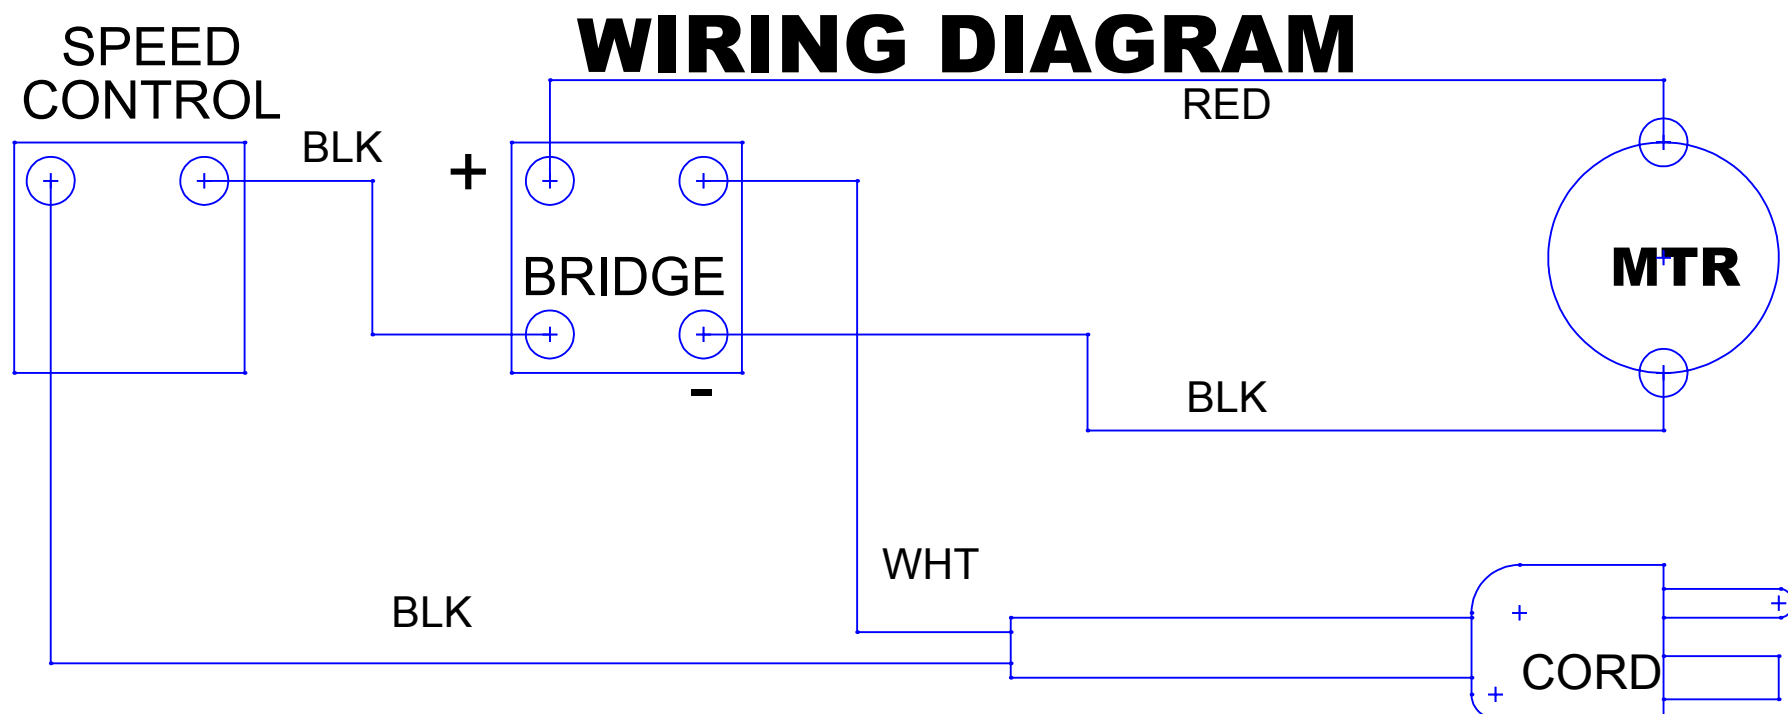 WIRING DIAGRAM
SPEED
CONTROL
BLK
+
RED
BRIDGE
MTR
-
BLK
WHT
BLK
CORD